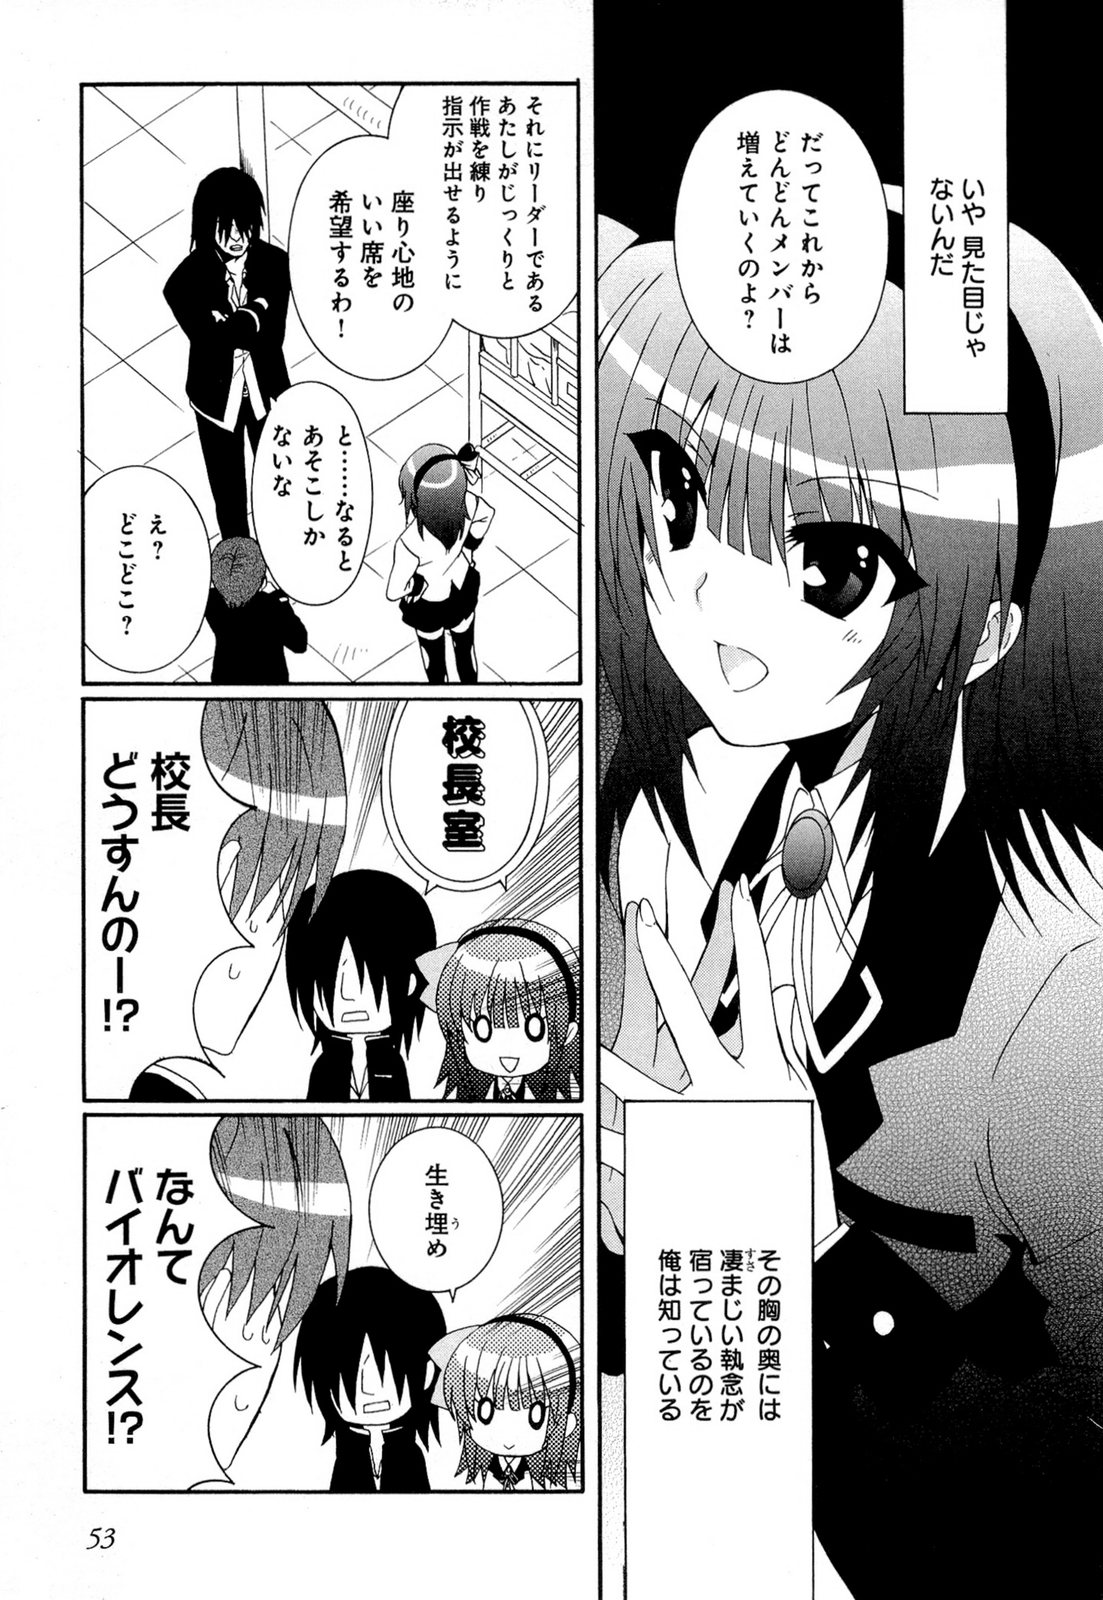 いや 見た目じゃ
ないんだ
だってこれから
どんどんメンバーは
増えていくのよ？
その胸の奥には
凄まじい執念が
すさ
宿っているのを
俺は知っている
それにリーダーである
あたしがじっくりと
作戦を練り
指示が出せるように
座り心地の
いい席を
希望するわ！
と……なると
あそこしか
ないな
え？
どこどこ？
校長室
校長
どうすんのー!?
生き埋め
う
なんて
バイオレンス!?
53